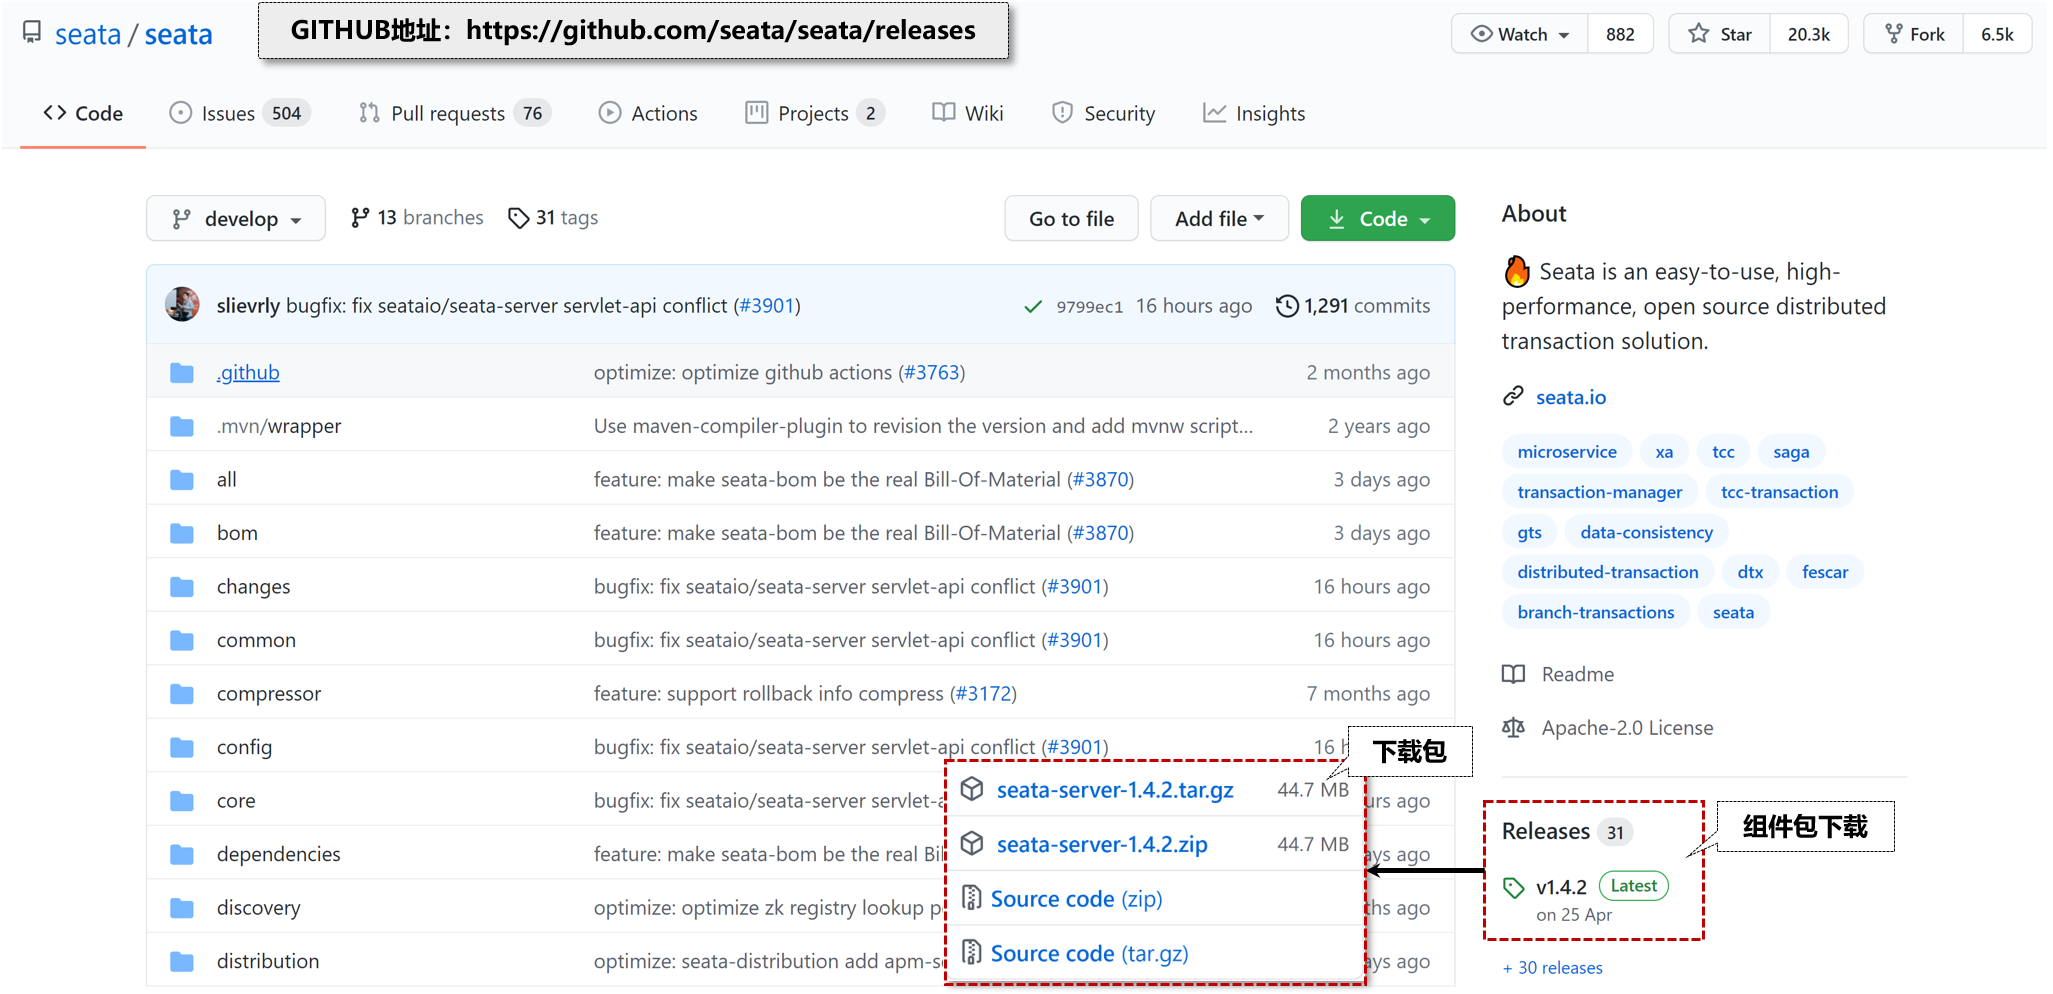 seata / seata
GITHUB地址：https://github.com/seata/seata/releases
Watch 882
Star 20.3k
Fork 6.5k
Code
Issues 504
Pull requests 76
Actions
Projects 2
Wiki
Security
Insights
develop
13 branches
31 tags
Go to file
Add file
Code
slievrly bugfix: fix seataio/seata-server servlet-api conflict (#3901)
9799ec1 16 hours ago
1,291 commits
.github optimize: optimize github actions (#3763) 2 months ago
.mvn/wrapper Use maven-compiler-plugin to revision the version and add mvnw script... 2 years ago
all feature: make seata-bom be the real Bill-Of-Material (#3870) 3 days ago
bom feature: make seata-bom be the real Bill-Of-Material (#3870) 3 days ago
changes bugfix: fix seataio/seata-server servlet-api conflict (#3901) 16 hours ago
common bugfix: fix seataio/seata-server servlet-api conflict (#3901) 16 hours ago
compressor feature: support rollback info compress (#3172) 7 months ago
config bugfix: fix seataio/seata-server servlet-api conflict (#3901) 16 h
core bugfix: fix seataio/seata-server servlet-a urs ago
dependencies feature: make seata-bom be the real Bil ays ago
discovery optimize: optimize zk registry lookup p ths ago
distribution optimize: seata-distribution add apm-s ays ago
下载包
seata-server-1.4.2.tar.gz 44.7 MB
seata-server-1.4.2.zip 44.7 MB
Source code (zip)
Source code (tar.gz)
About
Seata is an easy-to-use, high-
performance, open source distributed
transaction solution.
seata.io
microservice xa tcc saga
transaction-manager tcc-transaction
gts data-consistency
distributed-transaction dtx fescar
branch-transactions seata
Readme
Apache-2.0 License
Releases 31
组件包下载
v1.4.2 Latest
on 25 Apr
+ 30 releases